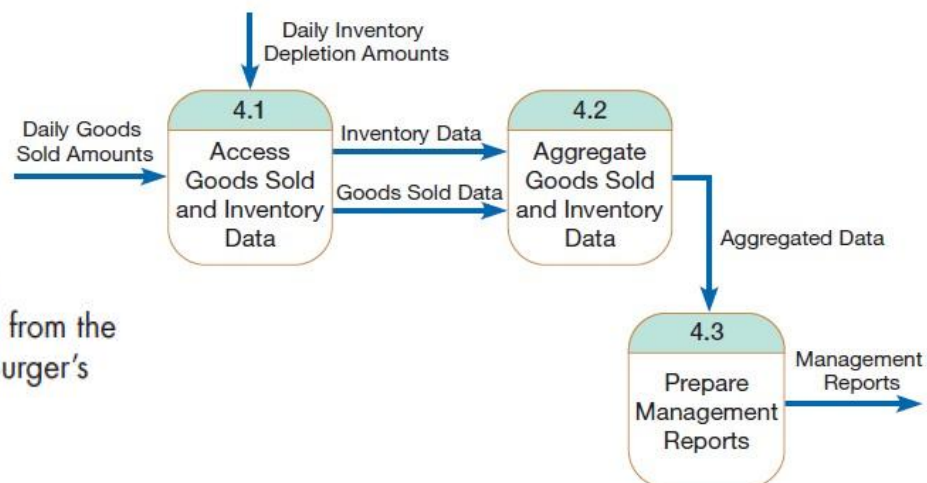 Daily Inventory
Depletion Amounts
Daily Goods
Sold Amounts
4.1
Access
Goods Sold
and Inventory
Data
Inventory Data
Goods Sold Data
4.2
Aggregate
Goods Sold
and Inventory
Data
Aggregated Data
from the
urger's
4.3
Prepare
Management
Reports
Management
Reports